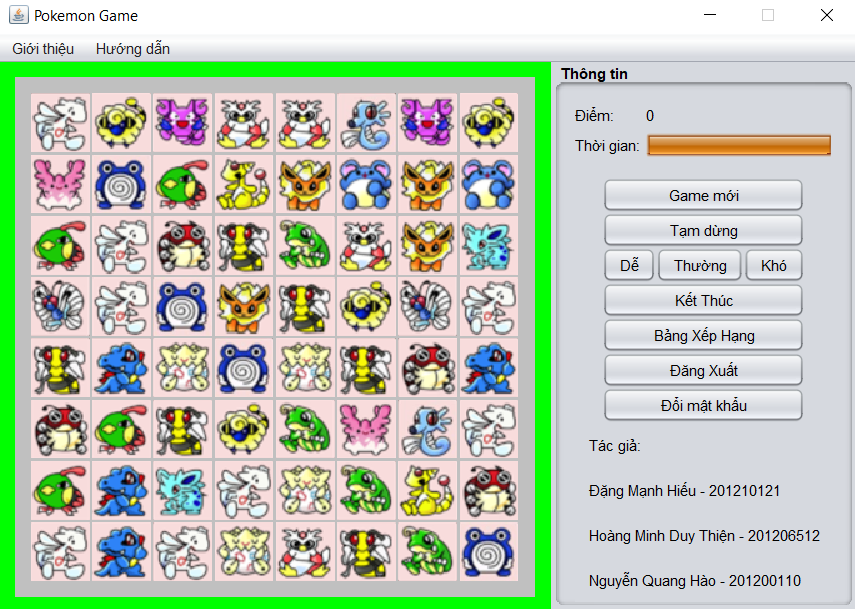 Pokemon Game
Giới thiệu Hướng dẫn
Thông tin
Điểm: 0
Thời gian:
Game mới
Tạm dừng
Dễ Thường Khó
Kết Thúc
Bảng Xếp Hạng
Đăng Xuất
Đổi mật khẩu
Tác giả:
Đặng Mạnh Hiếu - 201210121
Hoàng Minh Duy Thiện - 201206512
Nguyễn Quang Hào - 201200110